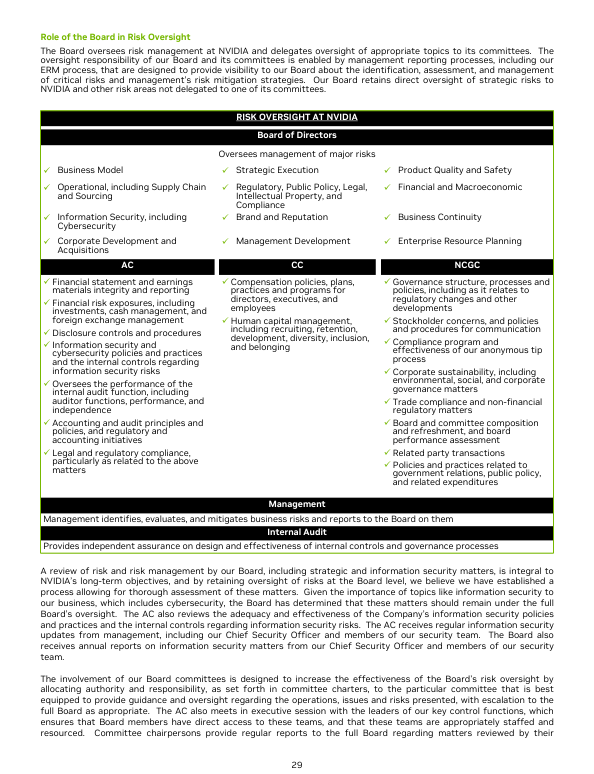 Role of the Board in Risk Oversight
The Board oversees risk management at NVIDIA and delegates oversight of appropriate topics to its committees. The
oversight responsibility of our Board and its committees is enabled by management reporting processes, including our
ERM process, that are designed to provide visibility to our Board about the identification, assessment, and management
of critical risks and management's risk mitigation strategies. Our Board retains direct oversight of strategic risks to
NVIDIA and other risk areas not delegated to one of its committees.
RISK OVERSIGHT AT NVIDIA
Board of Directors
Oversees management of major risks
✓ Business Model
✓ Strategic Execution
✓ Product Quality and Safety
✓ Operational, including Supply Chain
and Sourcing
✓ Regulatory, Public Policy, Legal,
Intellectual Property, and
Compliance
✓ Financial and Macroeconomic
✓ Information Security, including
Cybersecurity
✓ Brand and Reputation
✓ Business Continuity
✓ Corporate Development and
Acquisitions
✓ Management Development
✓ Enterprise Resource Planning
AC
✓ Financial statement and earnings
materials integrity and reporting
✓ Financial risk exposures, including
investments, cash management, and
foreign exchange management
✓ Disclosure controls and procedures
✓ Information security and
cybersecurity policies and practices
and the internal controls regarding
information security risks
✓ Oversees the performance of the
internal audit function, including
auditor functions, performance, and
independence
✓ Accounting and audit principles and
policies, and regulatory and
accounting initiatives
✓ Legal and regulatory compliance,
particularly as related to the above
matters
CC
✓ Compensation policies, plans,
practices and programs for
directors, executives, and
employees
✓ Human capital management,
including recruiting, retention,
development, diversity, inclusion,
and belonging
NCGC
✓ Governance structure, processes and
policies, including as it relates to
regulatory changes and other
developments
✓ Stockholder concerns, and policies
and procedures for communication
✓ Compliance program and
effectiveness of our anonymous tip
process
✓ Corporate sustainability, including
environmental, social, and corporate
governance matters
✓ Trade compliance and non-financial
regulatory matters
✓ Board and committee composition
and refreshment, and board
performance assessment
✓ Related party transactions
✓ Policies and practices related to
government relations, public policy,
and related expenditures
Management
Management identifies, evaluates, and mitigates business risks and reports to the Board on them
Internal Audit
Provides independent assurance on design and effectiveness of internal controls and governance processes
A review of risk and risk management by our Board, including strategic and information security matters, is integral to
NVIDIA's long-term objectives, and by retaining oversight of risks at the Board level, we believe we have established a
process allowing for thorough assessment of these matters. Given the importance of topics like information security to
our business, which includes cybersecurity, the Board has determined that these matters should remain under the full
Board's oversight. The AC also reviews the adequacy and effectiveness of the Company's information security policies
and practices and the internal controls regarding information security risks. The AC receives regular information security
updates from management, including our Chief Security Officer and members of our security team. The Board also
receives annual reports on information security matters from our Chief Security Officer and members of our security
team.
The involvement of our Board committees is designed to increase the effectiveness of the Board's risk oversight by
allocating authority and responsibility, as set forth in committee charters, to the particular committee that is best
equipped to provide guidance and oversight regarding the operations, issues and risks presented, with escalation to the
full Board as appropriate. The AC also meets in executive session with the leaders of our key control functions, which
ensures that Board members have direct access to these teams, and that these teams are appropriately staffed and
resourced. Committee chairpersons provide regular reports to the full Board regarding matters reviewed by their
29